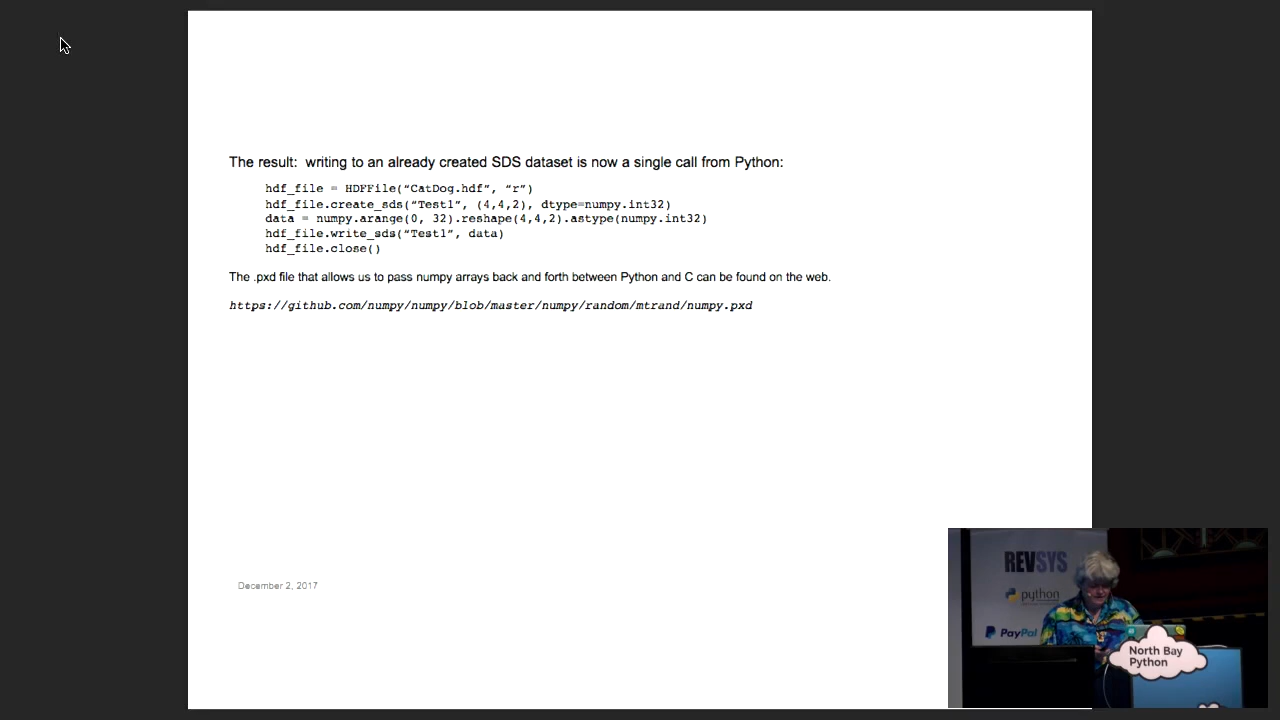 The result:  writing to an already created SDS dataset is now a single call from Python:
hdf_file = HDFFile(“CatDog.hdf”, “r”)
hdf_file.create_sds(“Test1”, (4,4,2), dtype=numpy.int32)
data = numpy.arange(0, 32).reshape(4,4,2).astype(numpy.int32)
hdf_file.write_sds(“Test1”, data)
hdf_file.close()
The .pxd file that allows us to pass numpy arrays back and forth between Python and C can be found on the web.
https://github.com/numpy/numpy/blob/master/numpy/random/mtrand/numpy.pxd
December 2, 2017
REVSYS
python
PayPal
North Bay
Python